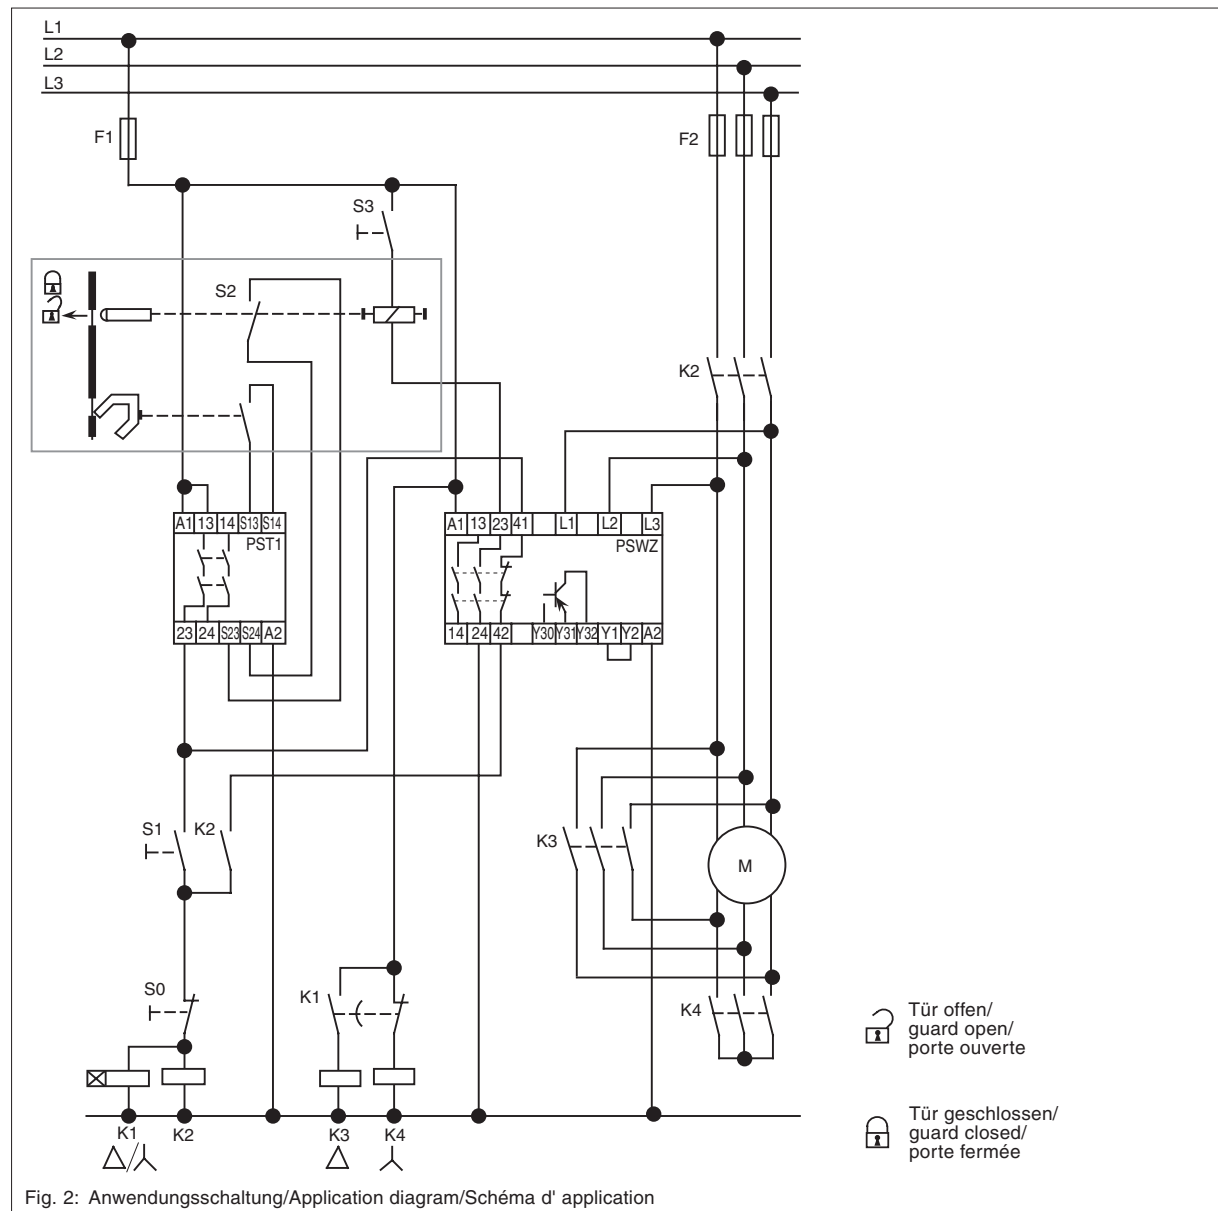 L1
L2
L3
F1
F2
S3
S2
K2
A1 13 14 S13 S14
PST1
23 24 S23 S24 A2
A1 13 23 41 L1 L2 L3
PSWZ
14 24 42 Y30 Y31 Y32 Y1 Y2 A2
S1
K2
K3
M
S0
K1
K4
Tür offen/
guard open/
porte ouverte
Tür geschlossen/
guard closed/
porte fermée
K1
K2
K3
K4
Fig. 2: Anwendungsschaltung/Application diagram/Schéma d' application